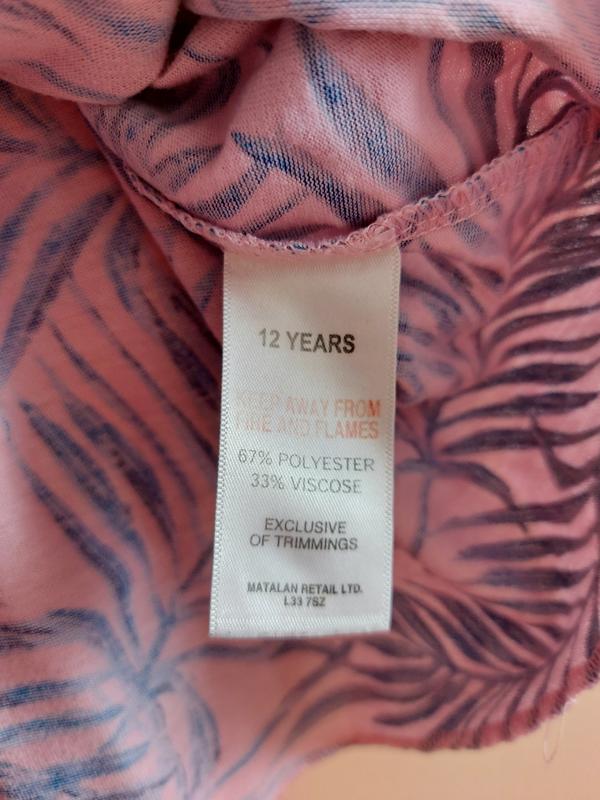 12 YEARS
KEEP AWAY FROM
FIRE AND FLAMES
67% POLYESTER
33% VISCOSE
EXCLUSIVE
OF TRIMMINGS
MATALAN RETAIL LTD.
L33 7SZ